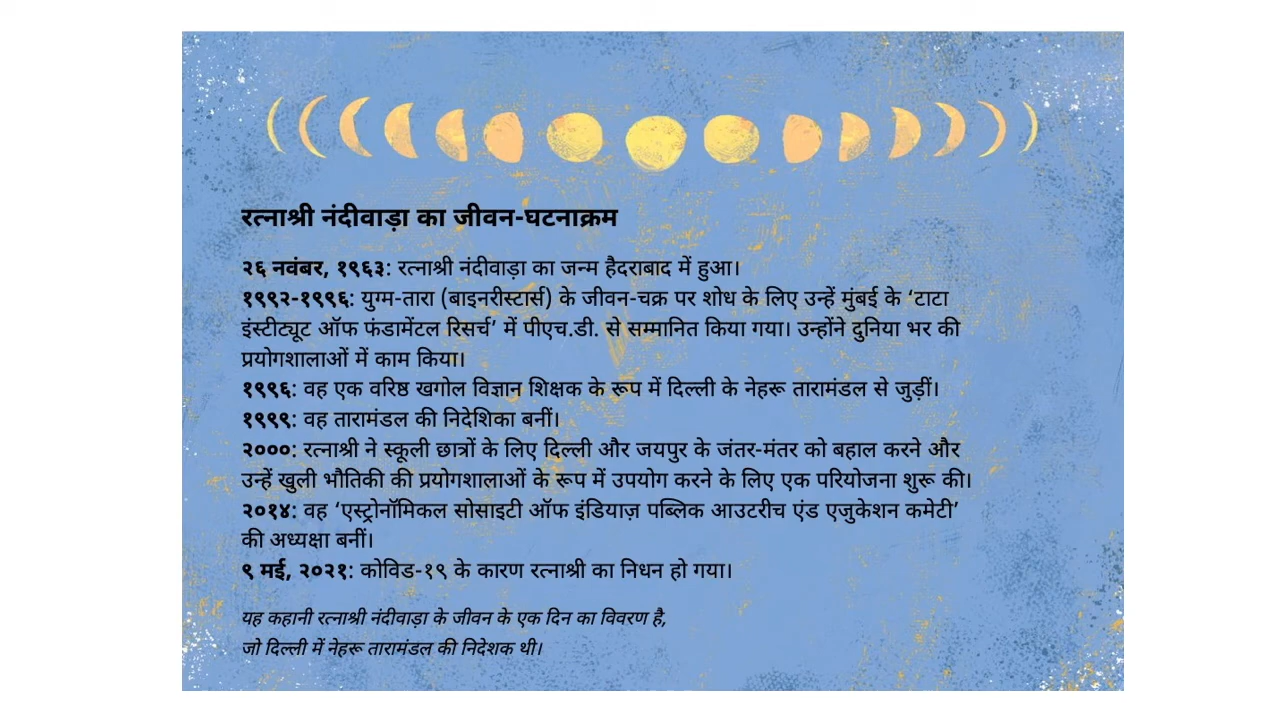 रत्नाश्री नंदीवाड़ा का जीवन-घटनाक्रम
२६ नवंबर, १९६३: रत्नाश्री नंदीवाड़ा का जन्म हैदराबाद में हुआ।
१९९२-१९९६: युग्म-तारा (बाइनरीस्टार्स) के जीवन-चक्र पर शोध के लिए उन्हें मुंबई के ‘टाटा
इंस्टीट्यूट ऑफ फंडामेंटल रिसर्च’ में पीएच.डी. से सम्मानित किया गया। उन्होंने दुनिया भर की
प्रयोगशालाओं में काम किया।
१९९६: वह एक वरिष्ठ खगोल विज्ञान शिक्षक के रूप में दिल्ली के नेहरू तारामंडल से जुड़ीं।
१९९९: वह तारामंडल की निदेशिका बनीं।
२०००: रत्नाश्री ने स्कूली छात्रों के लिए दिल्ली और जयपुर के जंतर-मंतर को बहाल करने और
उन्हें खुली भौतिकी की प्रयोगशालाओं के रूप में उपयोग करने के लिए एक परियोजना शुरू की।
२०१४: वह ‘एस्ट्रोनॉमिकल सोसाइटी ऑफ इंडियाज़ पब्लिक आउटरीच एंड एजुकेशन कमेटी’
की अध्यक्षा बनीं।
९ मई, २०२१: कोविड-१९ के कारण रत्नाश्री का निधन हो गया।
यह कहानी रत्नाश्री नंदीवाड़ा के जीवन के एक दिन का विवरण है,
जो दिल्ली में नेहरू तारामंडल की निदेशक थी।